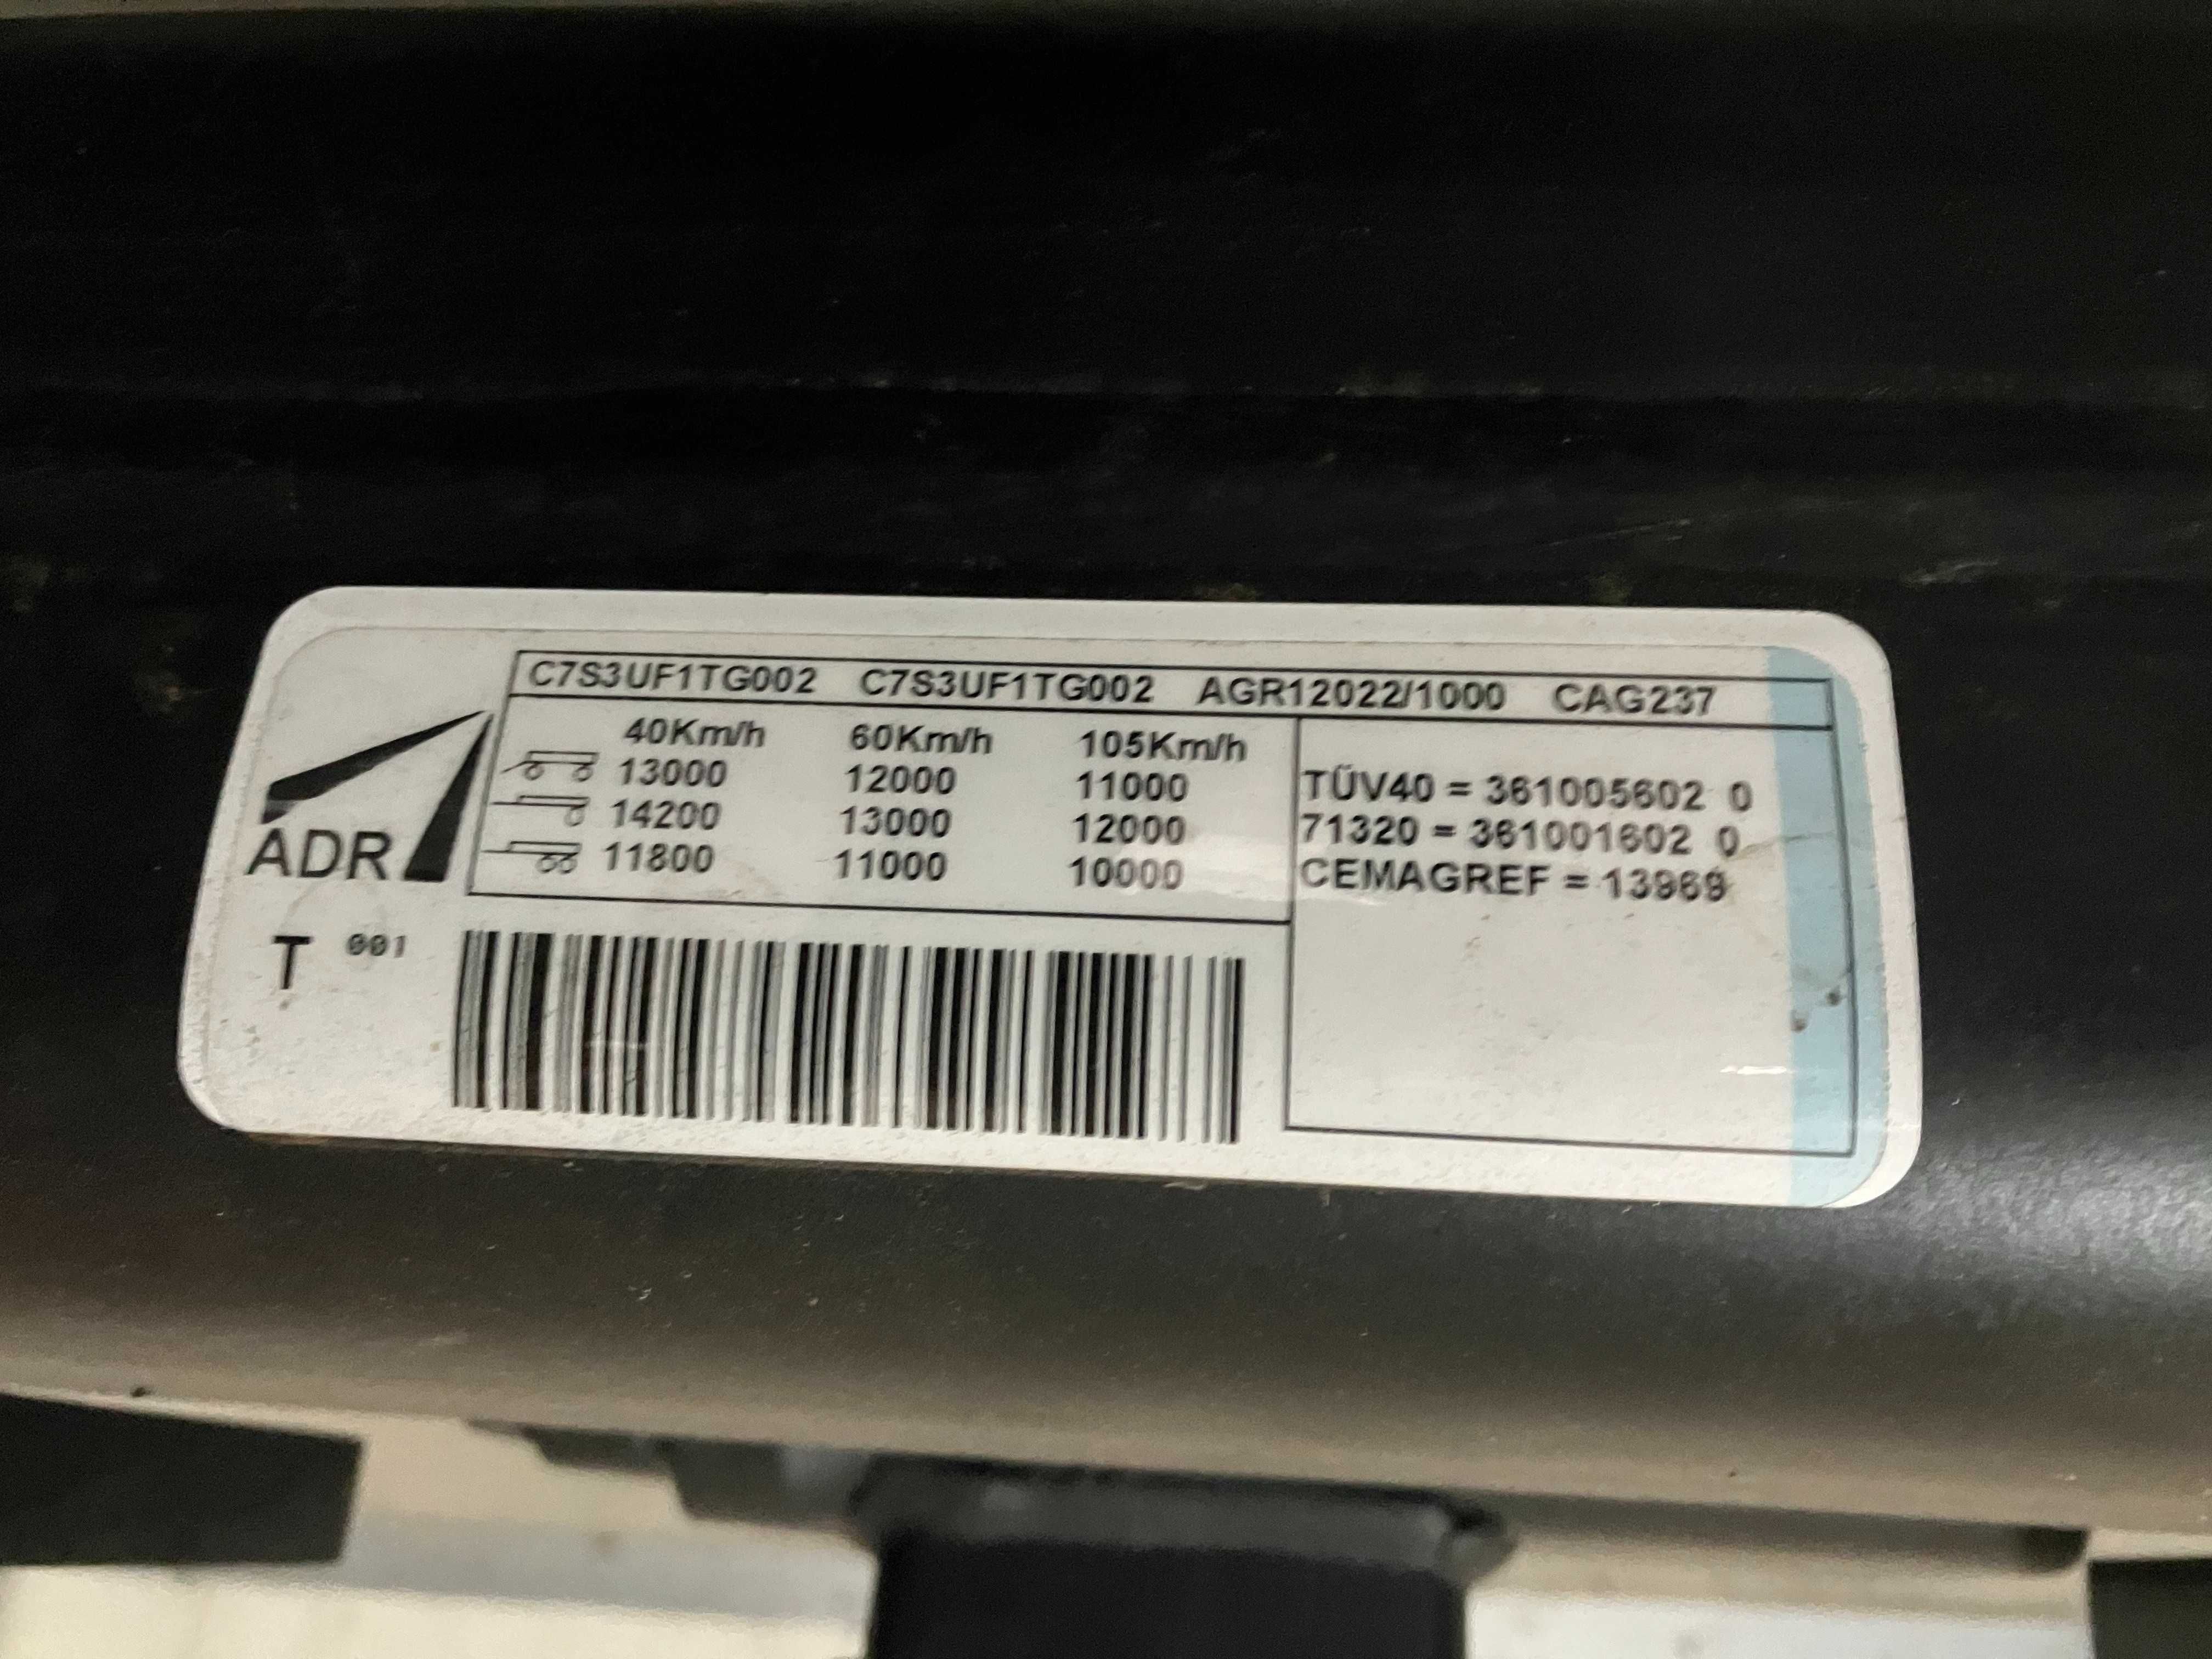 C7S3UF1TG002 C7S3UF1TG002 AGR12022/1000 CAG237
40Km/h 60Km/h 105Km/h
13000 12000 11000
14200 13000 12000
11800 11000 10000
TÜV40 = 361005602 0
71320 = 361001602 0
CEMAGREF = 13969
ADR
T 001